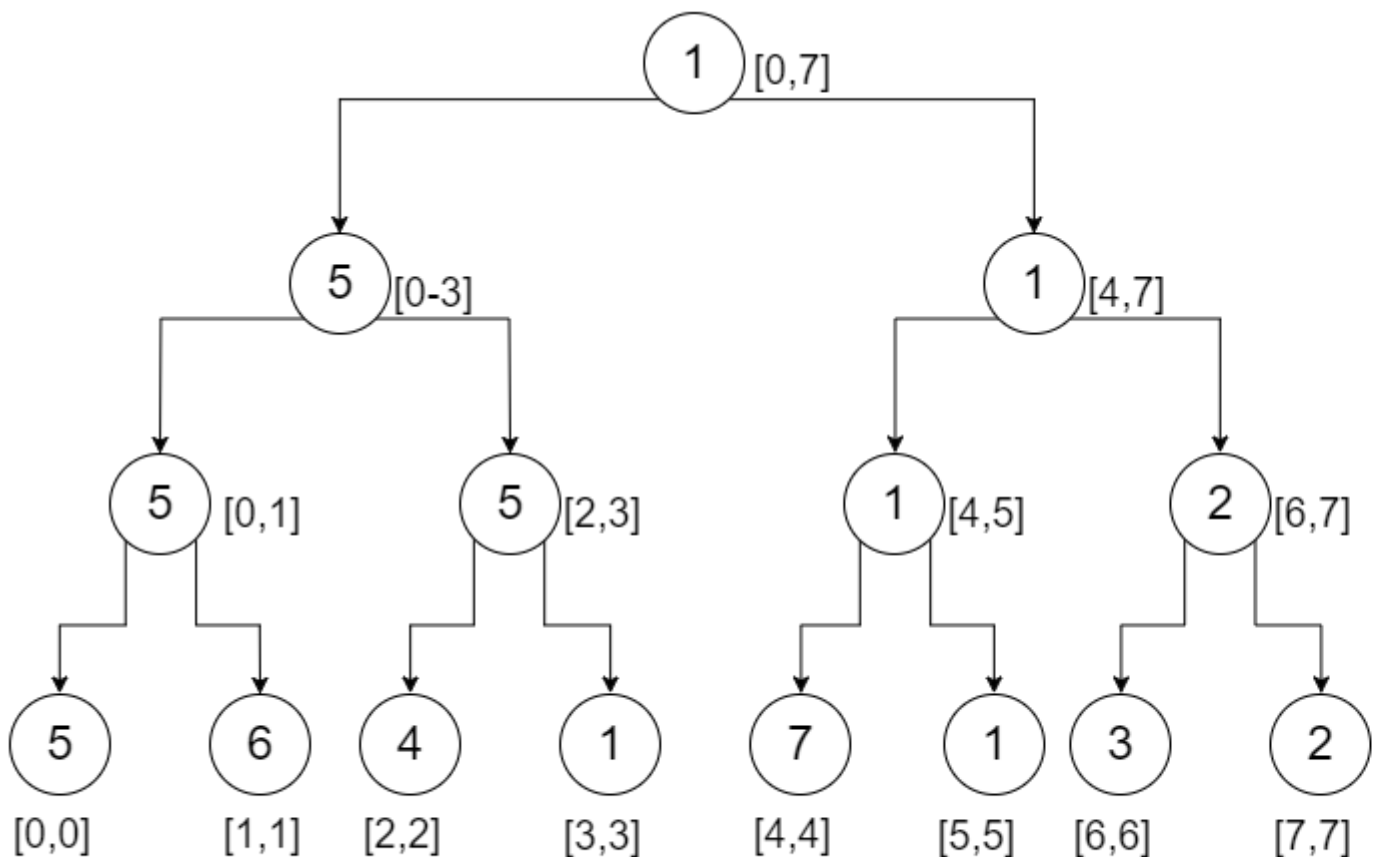 1 [0,7]
5 [0-3] 1 [4,7]
5 [0,1] 5 [2,3] 1 [4,5] 2 [6,7]
5 6 4 1 7 1 3 2
[0,0] [1,1] [2,2] [3,3] [4,4] [5,5] [6,6] [7,7]